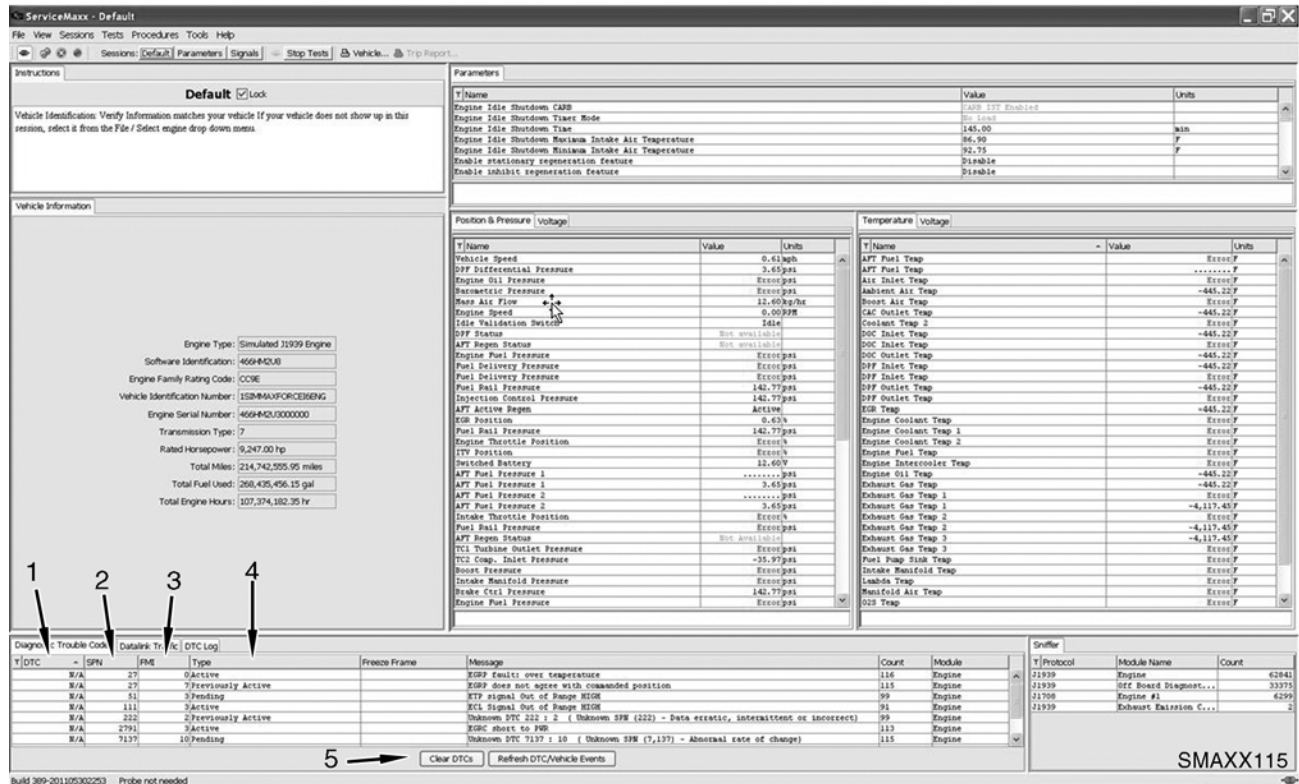 ServiceMaxx - Default
File View Sessions Tests Procedures Tools Help
Sessions: Default Parameters Signals Stop Tests Vehicle... Trip Report...
Instructions
Default Lock
Vehicle Identification: Verify Information matches your vehicle If your vehicle does not show up in this
session, select it from the File / Select engine drop down menu.
Parameters
Name Value Units
Engine Idle Shutdown CARB CARB IST Enabled
Engine Idle Shutdown Timer Mode No Load
Engine Idle Shutdown Time 145.00 min
Engine Idle Shutdown Maximum Intake Air Temperature 86.90 F
Engine Idle Shutdown Minimum Intake Air Temperature 92.75 F
Enable stationary regeneration feature Disable
Enable inhibit regeneration feature Disable
Vehicle Information
Engine Type: Simulated J1939 Engine
Software Identification: 466HM2U8
Engine Family Rating Code: CC9E
Vehicle Identification Number: 1SIMMAXFORCEI6ENG
Engine Serial Number: 466HM2U3000000
Transmission Type: 7
Rated Horsepower: 9,247.00 hp
Total Miles: 214,742,555.95 miles
Total Fuel Used: 268,435,456.15 gal
Total Engine Hours: 107,374,182.35 hr
Position & Pressure Voltage
Name Value Units
Vehicle Speed 0.61 mph
DPF Differential Pressure 3.65 psi
Engine Oil Pressure Error psi
Barometric Pressure Error psi
Mass Air Flow 12.60 kg/hr
Engine Speed 0.00 RPM
Idle Validation Switch Idle
DPF Status Not available
AFT Regen Status Not available
Engine Fuel Pressure Error psi
Fuel Delivery Pressure Error psi
Fuel Delivery Pressure Error psi
Fuel Rail Pressure 142.77 psi
Injection Control Pressure 142.77 psi
AFT Active Regen Active
EGR Position 0.63 %
Fuel Rail Pressure 142.77 psi
Engine Throttle Position Error %
ITV Position Error %
Switched Battery 12.60 V
AFT Fuel Pressure 1 ........ psi
AFT Fuel Pressure 1 3.65 psi
AFT Fuel Pressure 2 ........ psi
AFT Fuel Pressure 2 3.65 psi
Intake Throttle Position Error %
Fuel Rail Pressure Error psi
AFT Regen Status Not Available
TC1 Turbine Outlet Pressure Error psi
TC2 Comp. Inlet Pressure -35.97 psi
Boost Pressure Error psi
Intake Manifold Pressure Error psi
Brake Ctrl Pressure 142.77 psi
Engine Fuel Pressure Error psi
Temperature Voltage
Name Value Units
AFT Fuel Temp Error F
AFT Fuel Temp ........ F
Air Inlet Temp Error F
Ambient Air Temp -445.22 F
Boost Air Temp Error F
CAC Outlet Temp -445.22 F
Coolant Temp 2 Error F
DOC Inlet Temp -445.22 F
DOC Inlet Temp Error F
DOC Outlet Temp -445.22 F
DPF Inlet Temp -445.22 F
DPF Inlet Temp Error F
DPF Outlet Temp -445.22 F
DPF Outlet Temp Error F
EGR Temp -445.22 F
Engine Coolant Temp Error F
Engine Coolant Temp 1 Error F
Engine Coolant Temp 2 Error F
Engine Fuel Temp Error F
Engine Intercooler Temp Error F
Engine Oil Temp -445.22 F
Exhaust Gas Temp -445.22 F
Exhaust Gas Temp 1 Error F
Exhaust Gas Temp 1 -4,117.45 F
Exhaust Gas Temp 2 Error F
Exhaust Gas Temp 2 -4,117.45 F
Exhaust Gas Temp 3 -4,117.45 F
Exhaust Gas Temp 3 Error F
Fuel Pump Sink Temp Error F
Intake Manifold Temp Error F
Lambda Temp Error F
Manifold Air Temp Error F
O2S Temp Error F
1 2 3 4
Diagnostic Trouble Codes Datalink Traffic DTC Log
DTC SPN FMI Type Freeze Frame Message Count Module
N/A 27 0 Active EGRP fault: over temperature 116 Engine
N/A 27 7 Previously Active EGRP does not agree with commanded position 115 Engine
N/A 51 3 Pending ETP signal Out of Range HIGH 99 Engine
N/A 111 3 Active ECL Signal Out of Range HIGH 91 Engine
N/A 222 2 Previously Active Unknown DTC 222 : 2 ( Unknown SPN (222) - Data erratic, intermittent or incorrect) 99 Engine
N/A 2791 3 Active EGRC short to PWR 113 Engine
N/A 7137 10 Pending Unknown DTC 7137 : 10 ( Unknown SPN (7,137) - Abnormal rate of change) 115 Engine
5 Clear DTCs Refresh DTC/Vehicle Events
Sniffer
Protocol Module Name Count
J1939 Engine 62841
J1939 Off Board Diagnost... 33375
J1708 Engine #1 6299
J1939 Exhaust Emission C... 2
SMAXX115
Build 389-201105302253 Probe not needed